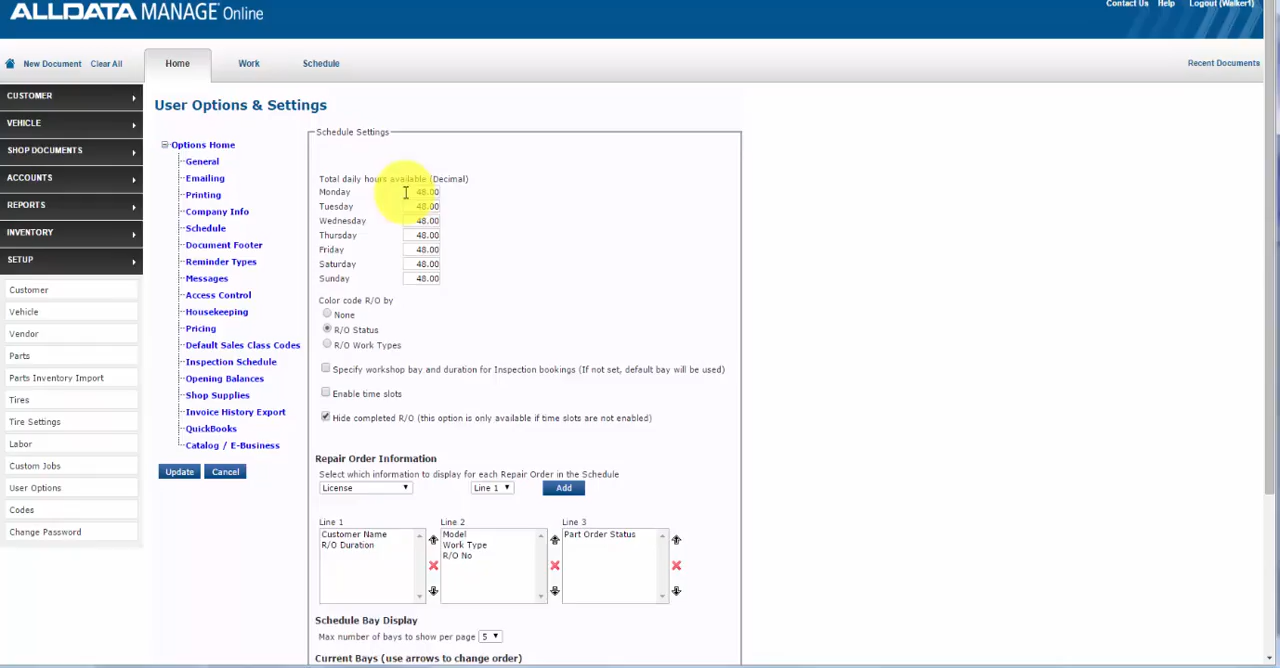 ALLDATA MANAGE Online
Contact Us Help Logout (Walker1)
New Document Clear All
Home Work Schedule
Recent Documents
CUSTOMER
VEHICLE
SHOP DOCUMENTS
ACCOUNTS
REPORTS
INVENTORY
SETUP
Customer
Vehicle
Vendor
Parts
Parts Inventory Import
Tires
Tire Settings
Labor
Custom Jobs
User Options
Codes
Change Password
User Options & Settings
Options Home
General
Emailing
Printing
Company Info
Schedule
Document Footer
Reminder Types
Messages
Access Control
Housekeeping
Pricing
Default Sales Class Codes
Inspection Schedule
Opening Balances
Shop Supplies
Invoice History Export
QuickBooks
Catalog / E-Business
Update Cancel
Schedule Settings
Total daily hours available (Decimal)
Monday 48.00
Tuesday 48.00
Wednesday 48.00
Thursday 48.00
Friday 48.00
Saturday 48.00
Sunday 48.00
Color code R/O by
None
R/O Status
R/O Work Types
Specify workshop bay and duration for Inspection bookings (If not set, default bay will be used)
Enable time slots
Hide completed R/O (this option is only available if time slots are not enabled)
Repair Order Information
Select which information to display for each Repair Order in the Schedule
License Line 1 Add
Line 1 Line 2 Line 3
Customer Name Model Part Order Status
R/O Duration Work Type
R/O No
Schedule Bay Display
Max number of bays to show per page 5
Current Bays (use arrows to change order)